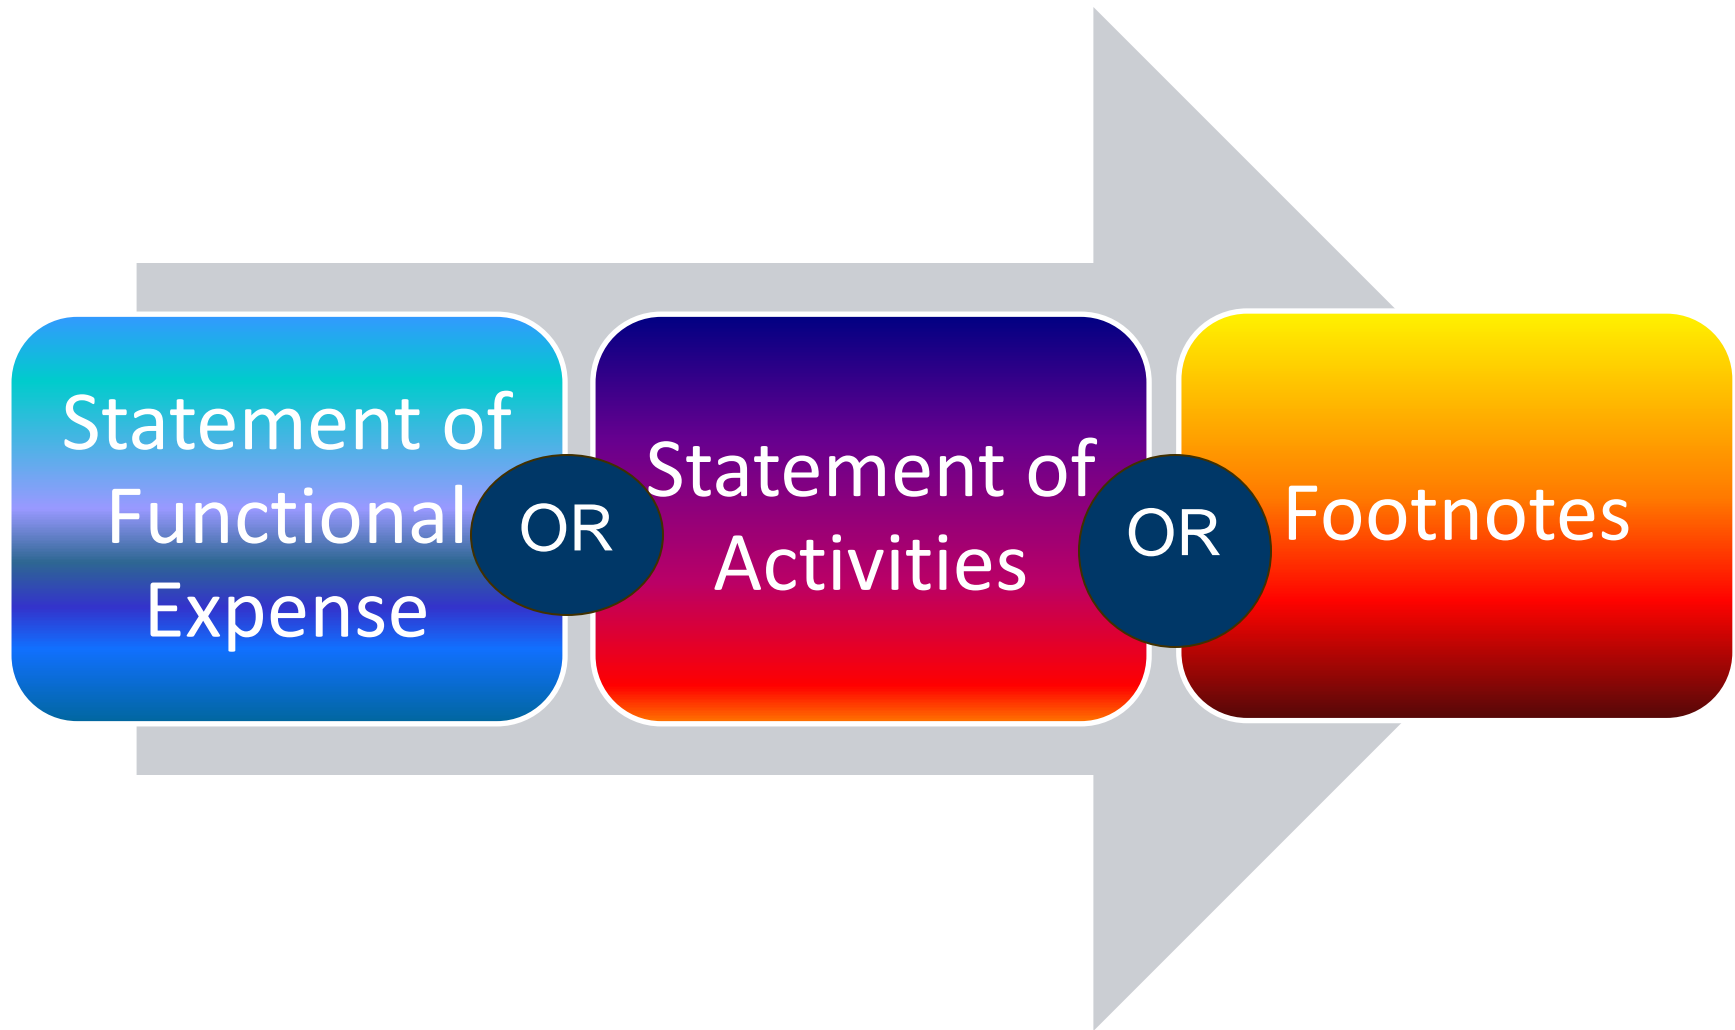 Statement of
Functional
Expense
OR
Statement of
Activities
OR
Footnotes